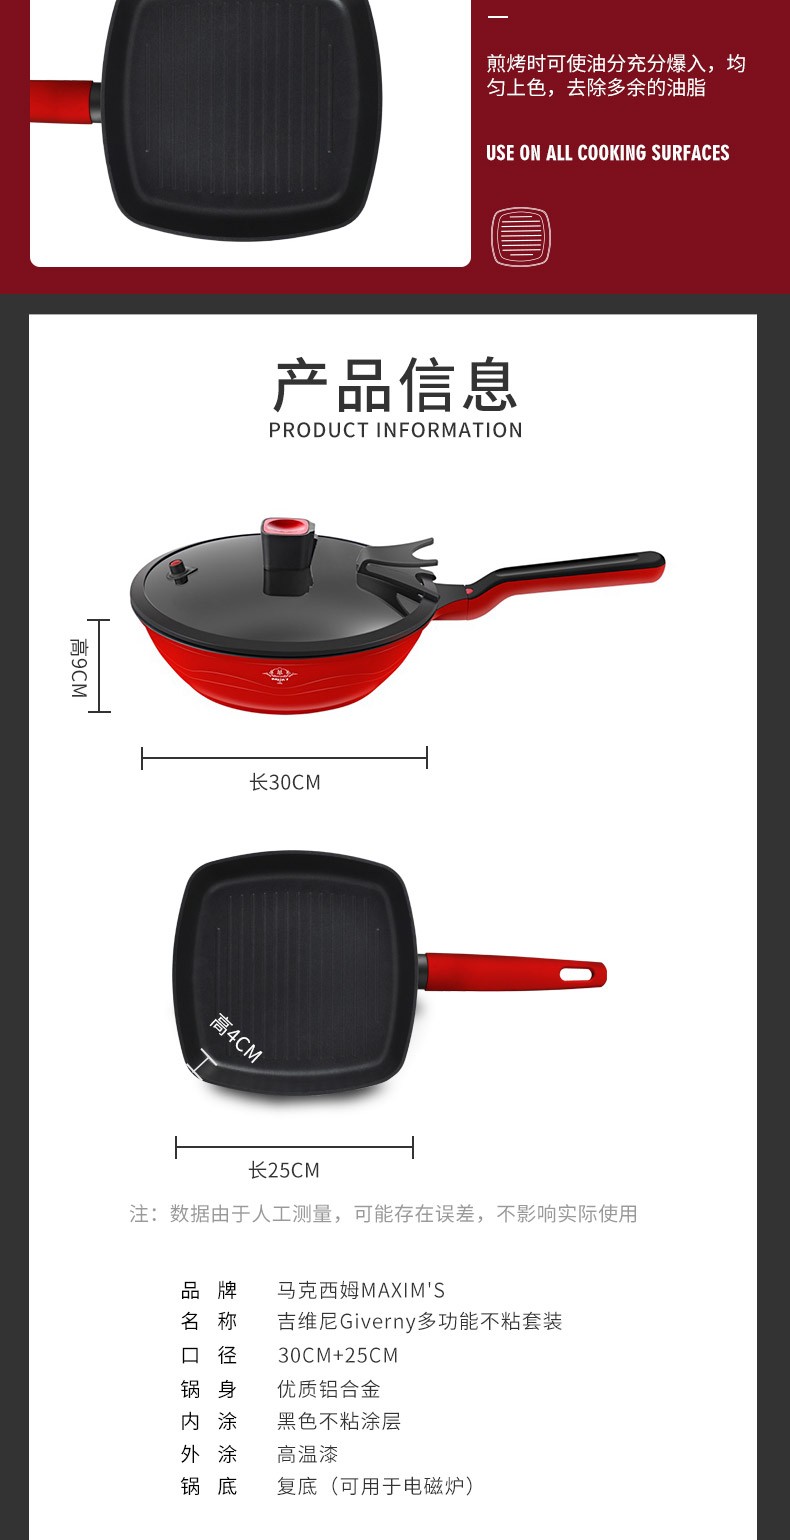 煎烤时可使油分充分爆入，均
匀上色，去除多余的油脂
USE ON ALL COOKING SURFACES
产品信息
PRODUCT INFORMATION
高9CM
长30CM
高4CM
长25CM
注：数据由于人工测量，可能存在误差，不影响实际使用
品 牌 马克西姆MAXIM'S
名 称 吉维尼Giverny多功能不粘套装
口 径 30CM+25CM
锅 身 优质铝合金
内 涂 黑色不粘涂层
外 涂 高温漆
锅 底 复底（可用于电磁炉）